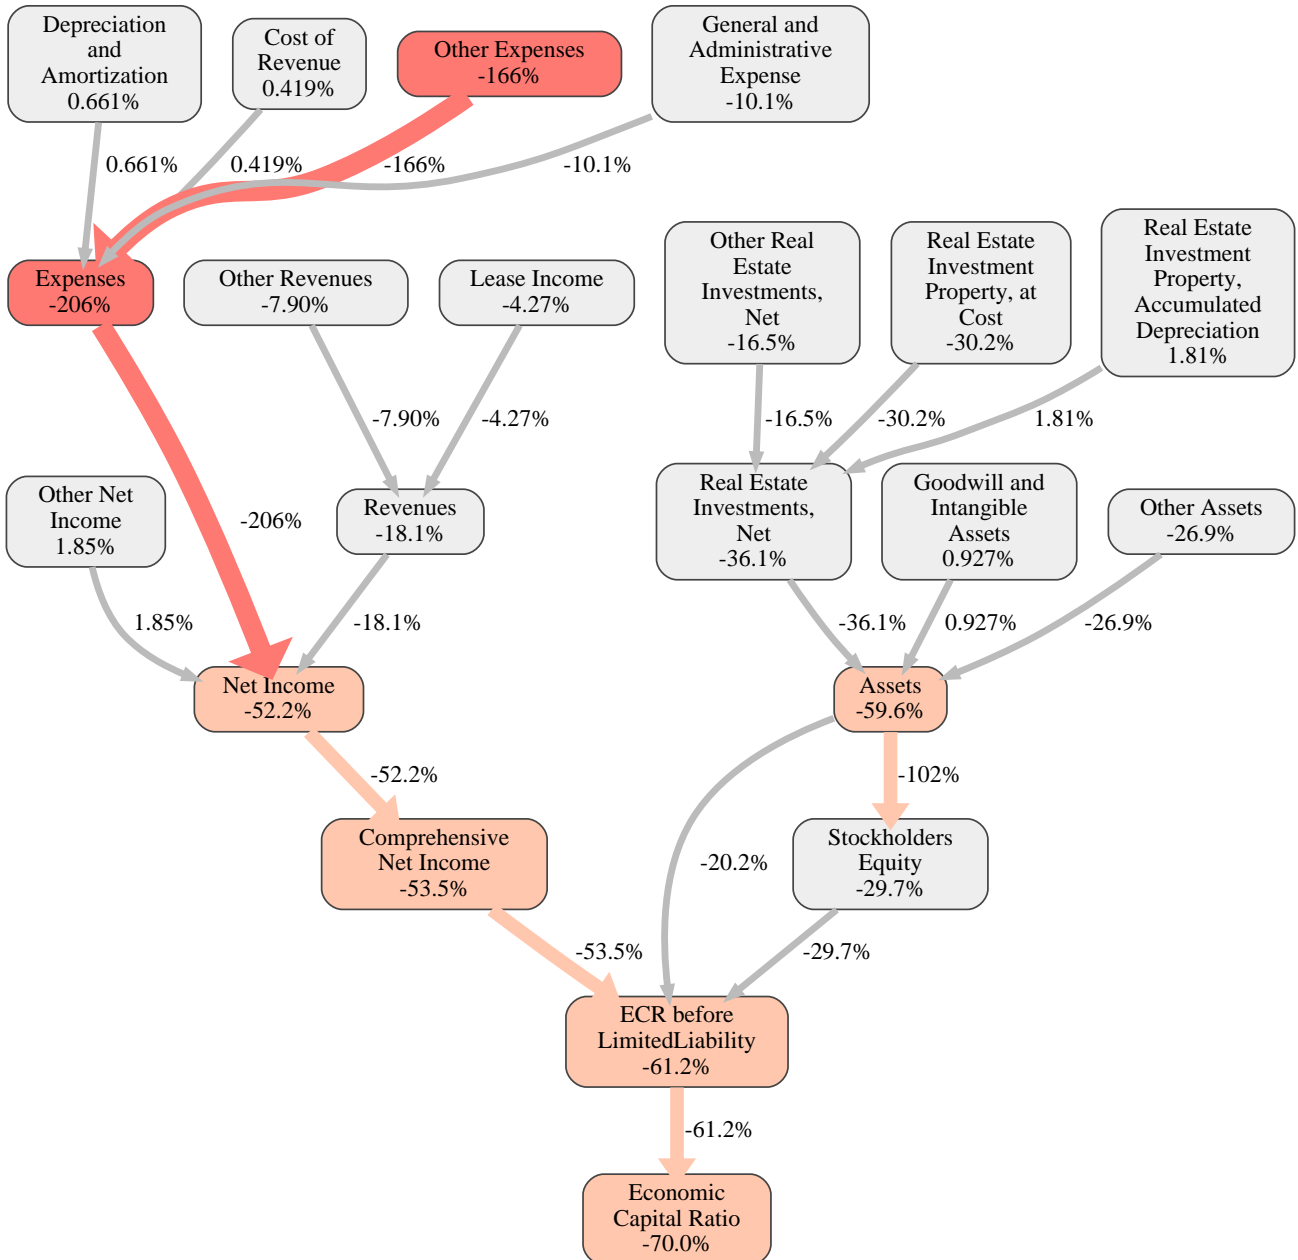 Depreciation
and
Amortization
0.661%
Cost of
Revenue
0.419%
Other Expenses
-166%
General and
Administrative
Expense
-10.1%
0.661%
0.419%
-166%
-10.1%
Expenses
-206%
Other Revenues
-7.90%
Lease Income
-4.27%
Other Real
Estate
Investments,
Net
-16.5%
Real Estate
Investment
Property, at
Cost
-30.2%
Real Estate
Investment
Property,
Accumulated
Depreciation
1.81%
-7.90%
-4.27%
-16.5%
-30.2%
1.81%
Other Net
Income
1.85%
-206%
Revenues
-18.1%
Real Estate
Investments,
Net
-36.1%
Goodwill and
Intangible
Assets
0.927%
Other Assets
-26.9%
1.85%
-18.1%
-36.1%
0.927%
-26.9%
Net Income
-52.2%
Assets
-59.6%
-52.2%
-102%
Comprehensive
Net Income
-53.5%
-20.2%
Stockholders
Equity
-29.7%
-53.5%
-29.7%
ECR before
LimitedLiability
-61.2%
-61.2%
Economic
Capital Ratio
-70.0%